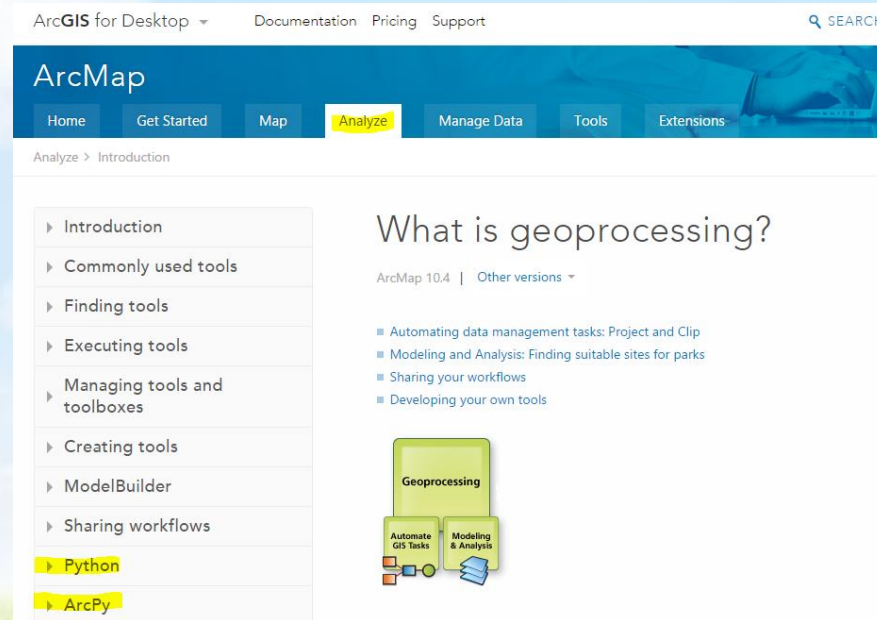 ArcGIS for Desktop Documentation Pricing Support SEARCH
ArcMap
Home Get Started Map Analyze Manage Data Tools Extensions
Analyze > Introduction
Introduction
Commonly used tools
Finding tools
Executing tools
Managing tools and
toolboxes
Creating tools
ModelBuilder
Sharing workflows
Python
ArcPy
What is geoprocessing?
ArcMap 10.4 | Other versions
Automating data management tasks: Project and Clip
Modeling and Analysis: Finding suitable sites for parks
Sharing your workflows
Developing your own tools
Geoprocessing
Automate
GIS Tasks
Modeling
& Analysis